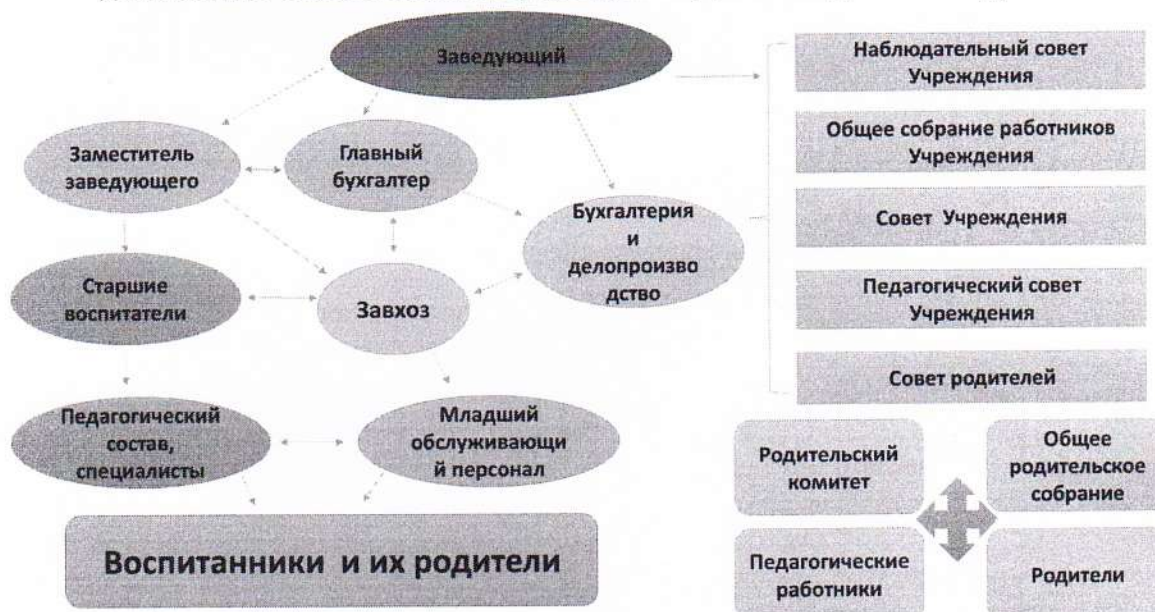 Заведующий
Наблюдательный совет
Учреждения
Общее собрание работников
Учреждения
Заместитель
заведующего
Главный
бухгалтер
Бухгалтерия
и
делопроизво
дство
Совет Учреждения
Старшие
воспитатели
Завхоз
Педагогический совет
Учреждения
Совет родителей
Педагогический
состав,
специалисты
Младший
обслуживающи
й персонал
Родительский
комитет
Общее
родительское
собрание
Воспитанники и их родители
Педагогические
работники
Родители